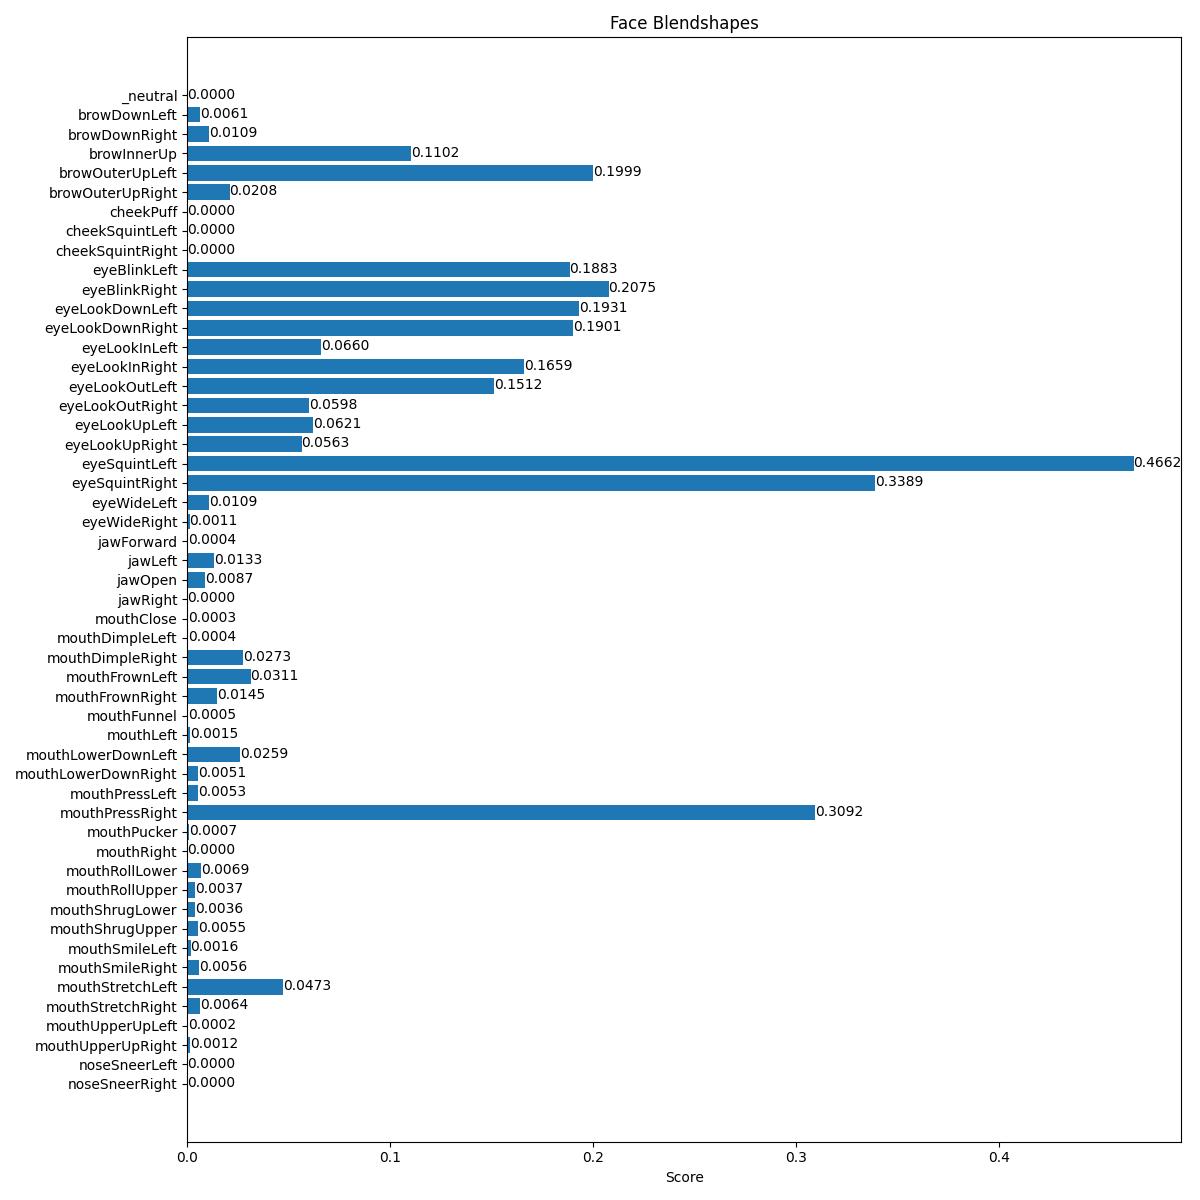 Face Blendshapes
_neutral 0.0000
browDownLeft 0.0061
browDownRight 0.0109
browInnerUp 0.1102
browOuterUpLeft 0.1999
browOuterUpRight 0.0208
cheekPuff 0.0000
cheekSquintLeft 0.0000
cheekSquintRight 0.0000
eyeBlinkLeft 0.1883
eyeBlinkRight 0.2075
eyeLookDownLeft 0.1931
eyeLookDownRight 0.1901
eyeLookInLeft 0.0660
eyeLookInRight 0.1659
eyeLookOutLeft 0.1512
eyeLookOutRight 0.0598
eyeLookUpLeft 0.0621
eyeLookUpRight 0.0563
eyeSquintLeft 0.4662
eyeSquintRight 0.3389
eyeWideLeft 0.0109
eyeWideRight 0.0011
jawForward 0.0004
jawLeft 0.0133
jawOpen 0.0087
jawRight 0.0000
mouthClose 0.0003
mouthDimpleLeft 0.0004
mouthDimpleRight 0.0273
mouthFrownLeft 0.0311
mouthFrownRight 0.0145
mouthFunnel 0.0005
mouthLeft 0.0015
mouthLowerDownLeft 0.0259
mouthLowerDownRight 0.0051
mouthPressLeft 0.0053
mouthPressRight 0.3092
mouthPucker 0.0007
mouthRight 0.0000
mouthRollLower 0.0069
mouthRollUpper 0.0037
mouthShrugLower 0.0036
mouthShrugUpper 0.0055
mouthSmileLeft 0.0016
mouthSmileRight 0.0056
mouthStretchLeft 0.0473
mouthStretchRight 0.0064
mouthUpperUpLeft 0.0002
mouthUpperUpRight 0.0012
noseSneerLeft 0.0000
noseSneerRight 0.0000
0.0 0.1 0.2 0.3 0.4
Score